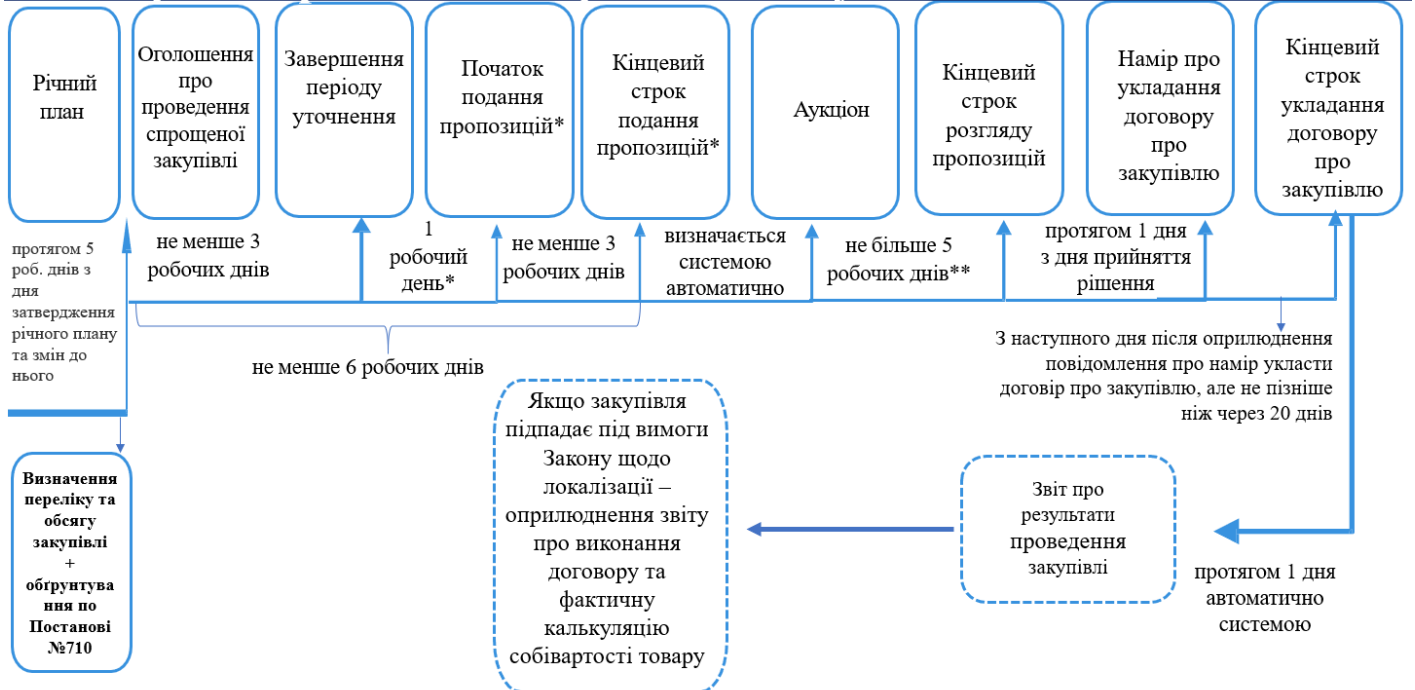 Річний
план
Оголошення
про
проведення
спрощеної
закупівлі
Завершення
періоду
уточнення
Початок
подання
пропозицій*
Кінцевий
строк
подання
пропозицій*
Аукціон
Кінцевий
строк
розгляду
пропозицій
Намір про
укладання
договору
про
закупівлю
Кінцевий
строк
укладання
договору
про
закупівлю
протягом 5
роб. днів з
дня
затвердження
річного плану
та змін до
нього
не менше 3
робочих днів
1
робочий
день*
не менше 3
робочих днів
визначається
системою
автоматично
не більше 5
робочих днів**
протягом 1 дня
з дня прийняття
рішення
не менше 6 робочих днів
З наступного дня після оприлюднення
повідомлення про намір укласти
договір про закупівлю, але не пізніше
ніж через 20 днів
Визначення
переліку та
обсягу
закупівлі
+
обґрунтува
ння по
Постанові
№710
Якщо закупівля
підпадає під вимоги
Закону щодо
локалізації –
оприлюднення звіту
про виконання
договору та
фактичну
калькуляцію
собівартості товару
Звіт про
результати
проведення
закупівлі
протягом 1 дня
автоматично
системою